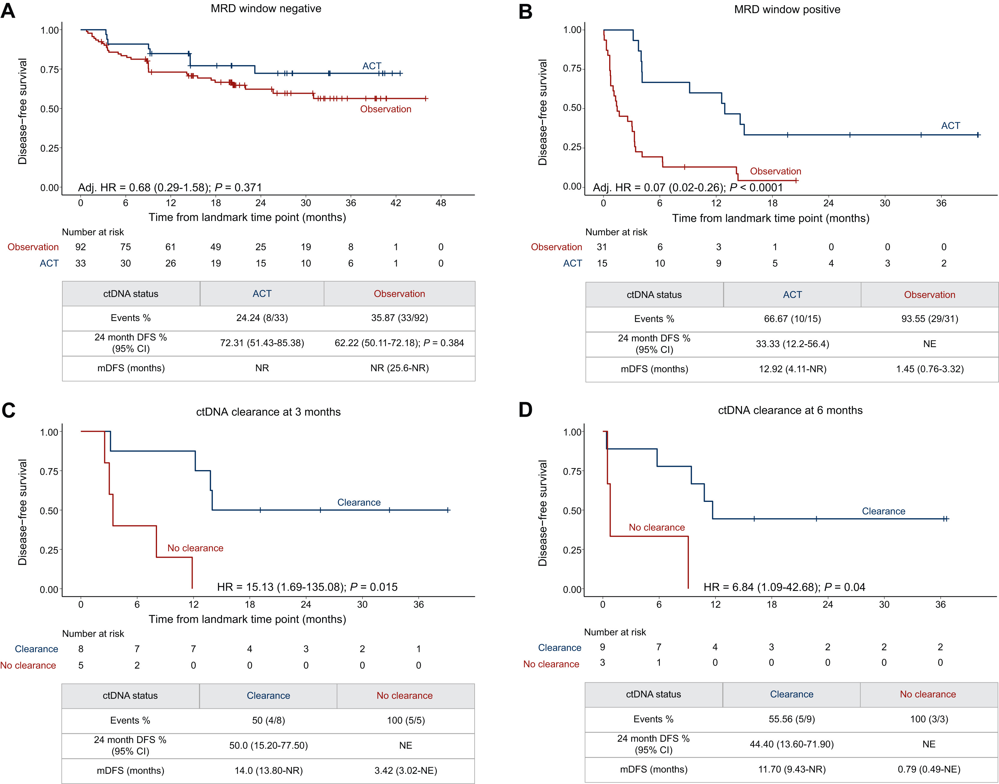 A
MRD window negative
Disease−free survival
1.00
0.75
0.50
0.25
0.00
ACT
Observation
Adj. HR = 0.68 (0.29-1.58); P = 0.371
0 6 12 18 24 30 36 42 48
Time from landmark time point (months)
Number at risk
Observation 92 75 61 49 25 19 8 1 0
ACT 33 30 26 19 15 10 6 1 0
ctDNA status ACT Observation
Events % 24.24 (8/33) 35.87 (33/92)
24 month DFS %
(95% CI) 72.31 (51.43-85.38) 62.22 (50.11-72.18); P = 0.384
mDFS (months) NR NR (25.6-NR)
B
MRD window positive
Disease−free survival
1.00
0.75
0.50
0.25
0.00
ACT
Observation
Adj. HR = 0.07 (0.02-0.26); P < 0.0001
0 6 12 18 24 30 36
Time from landmark time point (months)
Number at risk
Observation 31 6 3 1 0 0 0
ACT 15 10 9 5 4 3 2
ctDNA status ACT Observation
Events % 66.67 (10/15) 93.55 (29/31)
24 month DFS %
(95% CI) 33.33 (12.2-56.4) NE
mDFS (months) 12.92 (4.11-NR) 1.45 (0.76-3.32)
C
ctDNA clearance at 3 months
Disease−free survival
1.00
0.75
0.50
0.25
0.00
Clearance
No clearance
HR = 15.13 (1.69-135.08); P = 0.015
0 6 12 18 24 30 36
Time from landmark time point (months)
Number at risk
Clearance 8 7 7 4 3 2 1
No clearance 5 2 0 0 0 0 0
ctDNA status Clearance No clearance
Events % 50 (4/8) 100 (5/5)
24 month DFS %
(95% CI) 50.0 (15.20-77.50) NE
mDFS (months) 14.0 (13.80-NR) 3.42 (3.02-NE)
D
ctDNA clearance at 6 months
Disease−free survival
1.00
0.75
0.50
0.25
0.00
Clearance
No clearance
HR = 6.84 (1.09-42.68); P = 0.04
0 6 12 18 24 30 36
Number at risk
Clearance 9 7 4 3 2 2 2
No clearance 3 1 0 0 0 0 0
ctDNA status Clearance No clearance
Events % 55.56 (5/9) 100 (3/3)
24 month DFS %
(95% CI) 44.40 (13.60-71.90) NE
mDFS (months) 11.70 (9.43-NR) 0.79 (0.49-NE)